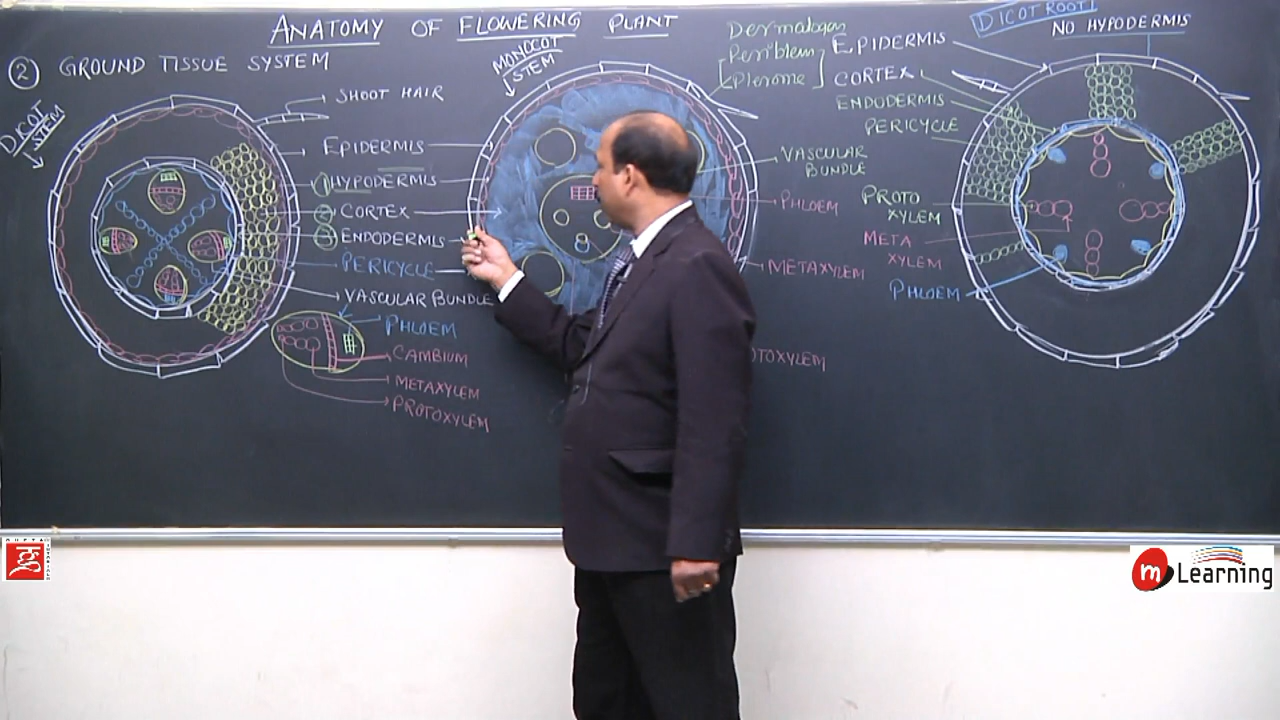 ANATOMY OF FLOWERING PLANT
② GROUND TISSUE SYSTEM
DICOT
STEM
SHOOT HAIR
EPIDERMIS
① HYPODERMIS
② CORTEX
③ ENDODERMIS
PERICYCLE
VASCULAR BUNDLE
PHLOEM
CAMBIUM
METAXYLEM
PROTOXYLEM
MONOCOT
STEM
Dermatogen
Periblem
Plerome
VASCULAR
BUNDLE
PHLOEM
METAXYLEM
OTOXYLEM
DICOT ROOT
NO HYPODERMIS
EPIDERMIS
CORTEX
ENDODERMIS
PERICYCLE
PROTO
XYLEM
META
XYLEM
PHLOEM
m Learning